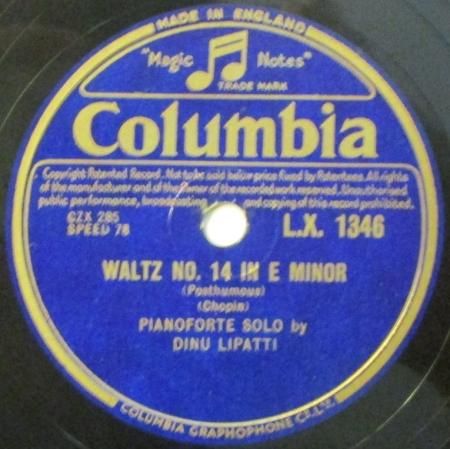 MADE IN ENGLAND
"Magic Notes"
TRADE MARK
Columbia
Copyright Patented Record. Not to be sold below price fixed by Patentees. All rights
of the manufacturer and of the owner of the recorded work reserved. Unauthorised
public performance, broadcasting and copying of this record prohibited.
CZX 285
SPEED 78
L.X. 1346
WALTZ NO. 14 IN E MINOR
(Posthumous)
(Chopin)
PIANOFORTE SOLO by
DINU LIPATTI
COLUMBIA GRAPHOPHONE